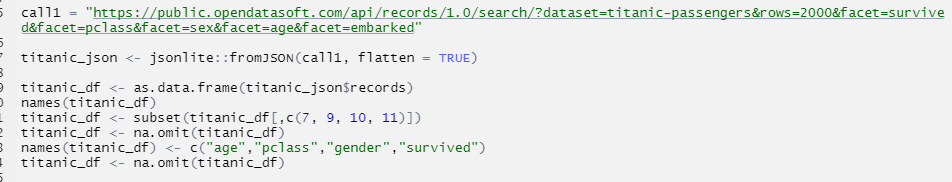 5 call1 = "https://public.opendatasoft.com/api/records/1.0/search/?dataset=titanic-passengers&rows=2000&facet=survive
d&facet=pclass&facet=sex&facet=age&facet=embarked"
titanic_json <- jsonlite::fromJSON(call1, flatten = TRUE)
titanic_df <- as.data.frame(titanic_json$records)
names(titanic_df)
titanic_df <- subset(titanic_df[,c(7, 9, 10, 11)])
titanic_df <- na.omit(titanic_df)
names(titanic_df) <- c("age","pclass","gender","survived")
titanic_df <- na.omit(titanic_df)